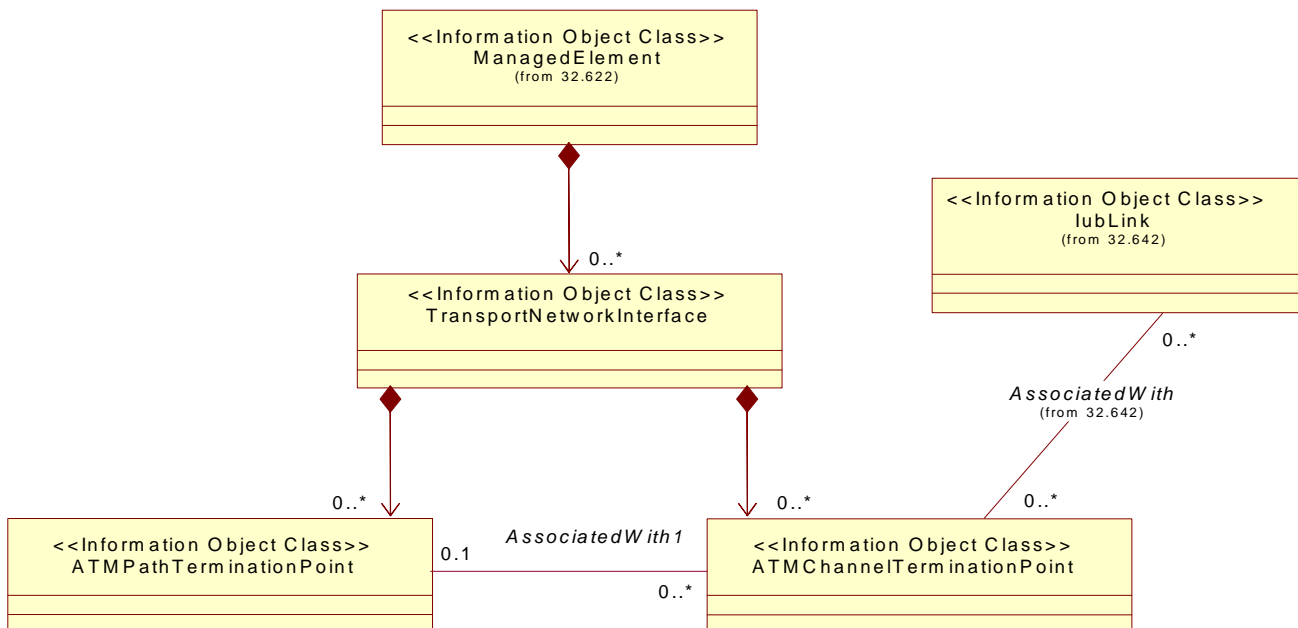 <<Information Object Class>>
ManagedElement
(from 32.622)
<<Information Object Class>>
IubLink
(from 32.642)
0..*
<<Information Object Class>>
TransportNetworkInterface
0..*
AssociatedWith
(from 32.642)
0..*
0..*
0..*
AssociatedWith1
0.1
0..*
<<Information Object Class>>
ATMPathTerminationPoint
<<Information Object Class>>
ATMChannelTerminationPoint